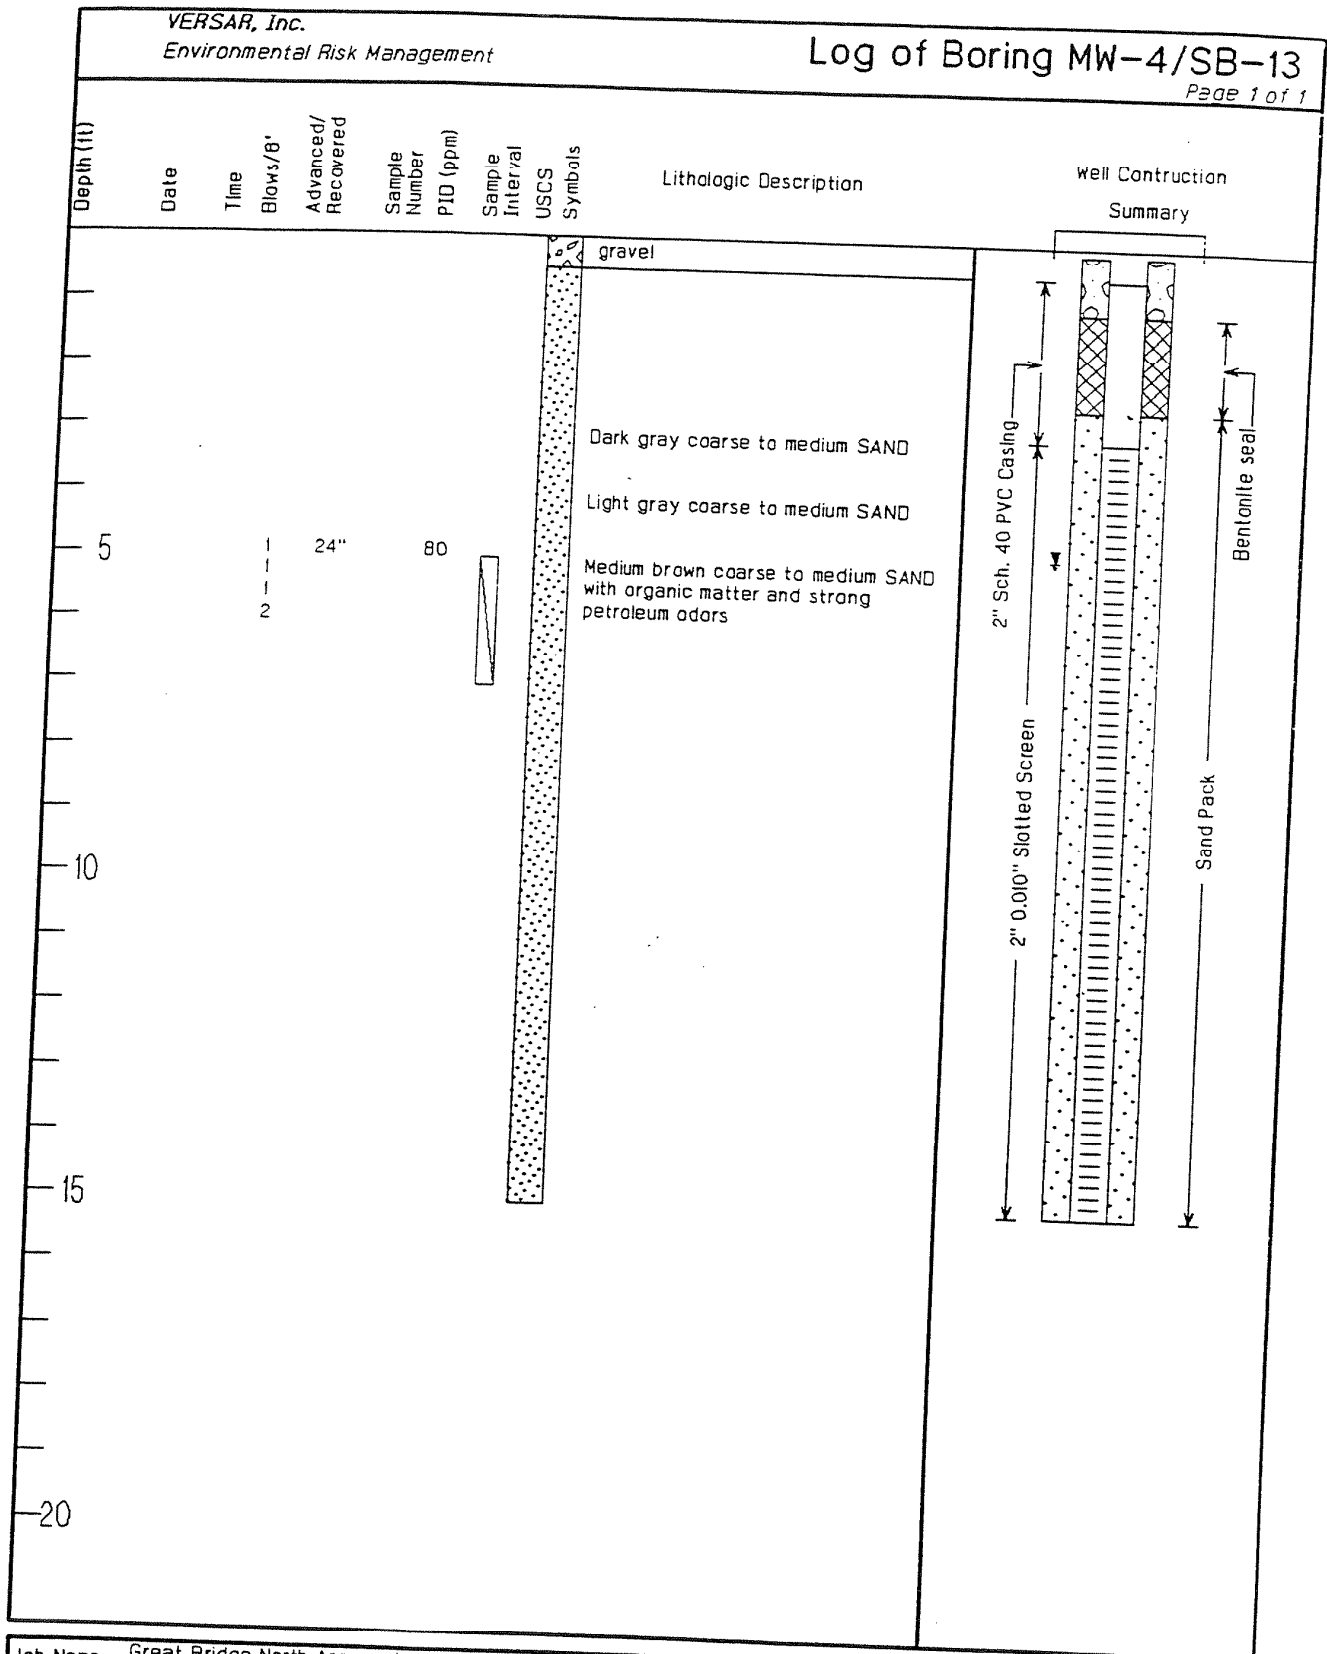 VERSAR, Inc.
Environmental Risk Management
Log of Boring MW-4/SB-13
Page 1 of 1
Depth (ft)
Date
Time
Blows/6'
Advanced/
Recovered
Sample
Number
PID (ppm)
Sample
Interval
USCS
Symbols
Lithologic Description
Well Contruction
Summary
gravel
Dark gray coarse to medium SAND
Light gray coarse to medium SAND
5
1
1
1
2
24"
80
Medium brown coarse to medium SAND
with organic matter and strong
petroleum odors
10
15
20
2" Sch. 40 PVC Casing
2" 0.010" Slotted Screen
Bentonite seal
Sand Pack
Job Name
Great Bridge North